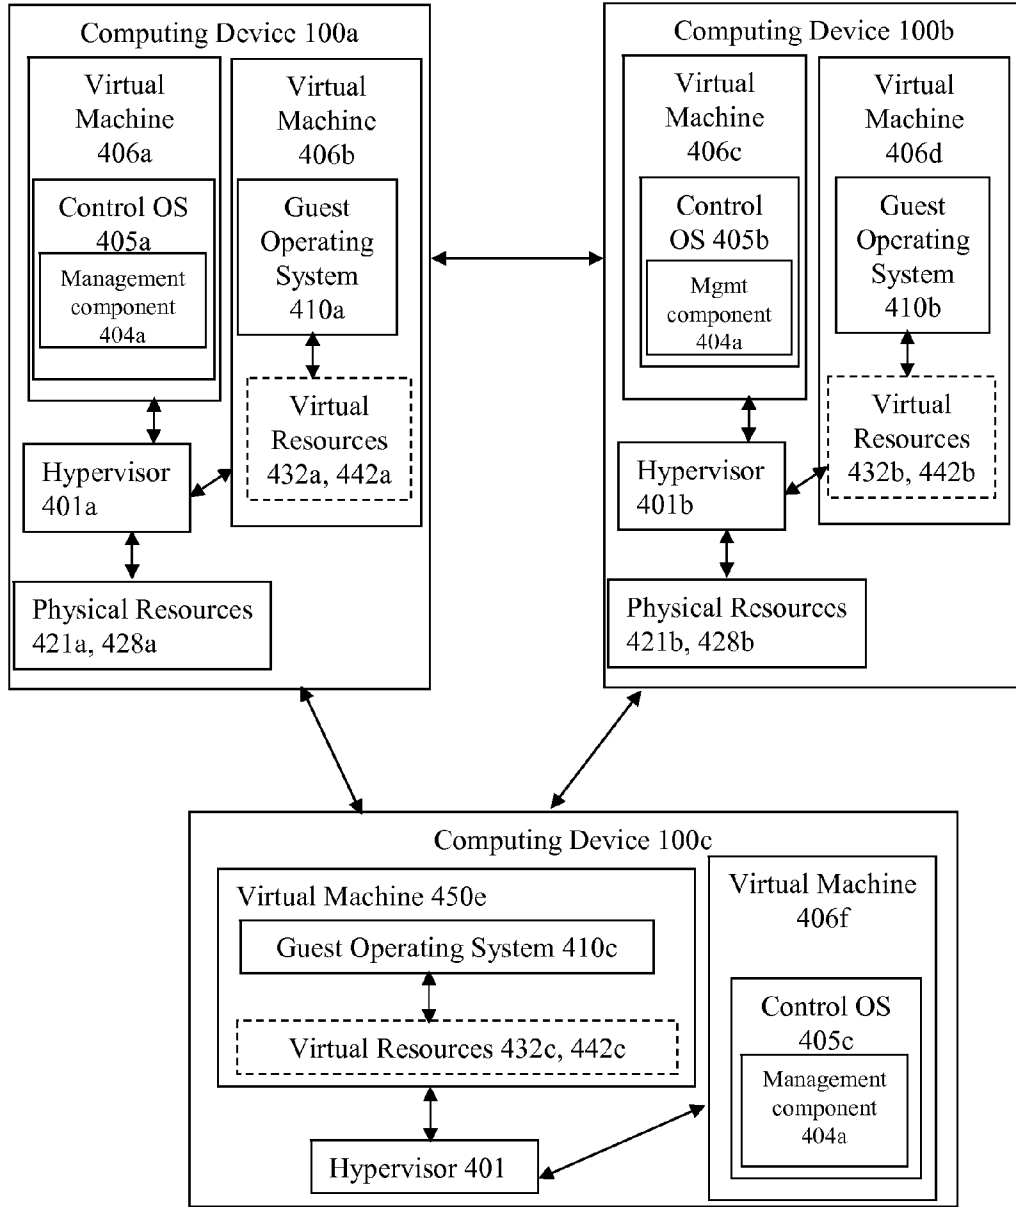 Computing Device 100a
Virtual
Machine
406a
Control OS
405a
Management
component
404a
Virtual
Machine
406b
Guest
Operating
System
410a
Virtual
Resources
432a, 442a
Hypervisor
401a
Physical Resources
421a, 428a
Computing Device 100b
Virtual
Machine
406c
Control
OS 405b
Mgmt
component
404a
Virtual
Machine
406d
Guest
Operating
System
410b
Virtual
Resources
432b, 442b
Hypervisor
401b
Physical Resources
421b, 428b
Computing Device 100c
Virtual Machine 450e
Guest Operating System 410c
Virtual Resources 432c, 442c
Hypervisor 401
Virtual Machine
406f
Control OS
405c
Management
component
404a